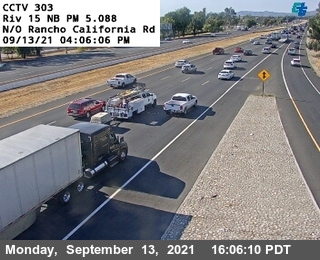 CCTV 303
Riv 15 NB PM 5.088
N/O Rancho California Rd
09/13/21 04:06:06 PM
Monday, September 13, 2021 16:06:10 PDT